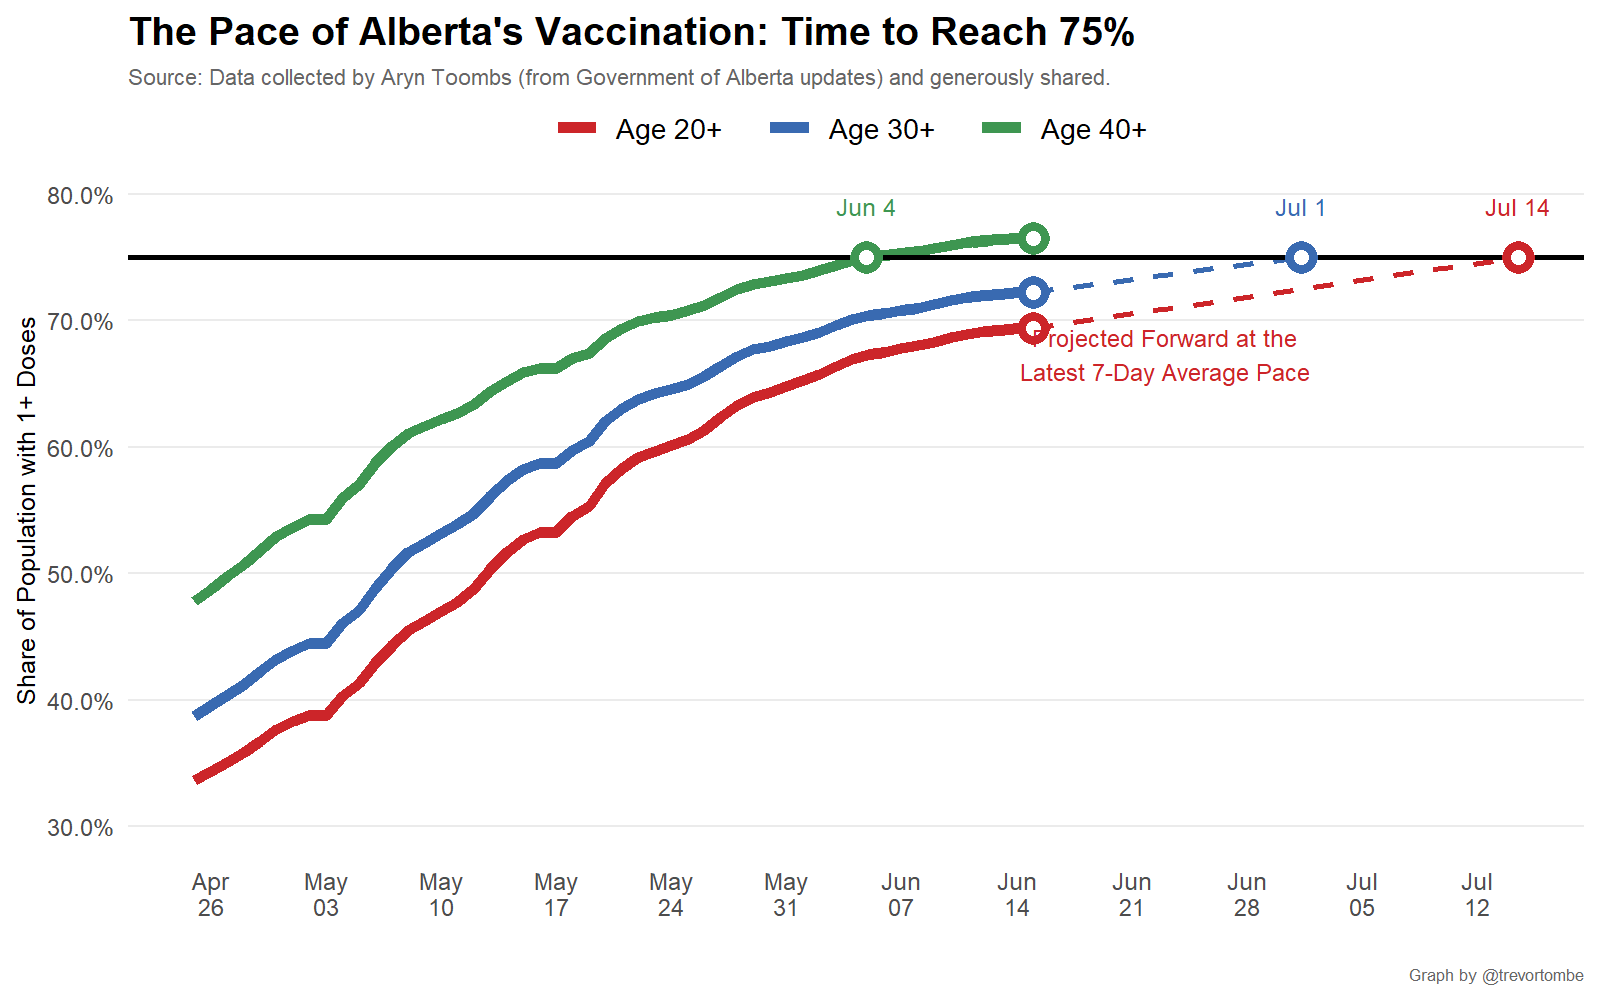 The Pace of Alberta's Vaccination: Time to Reach 75%
Source: Data collected by Aryn Toombs (from Government of Alberta updates) and generously shared.
Age 20+ Age 30+ Age 40+
80.0%
Jun 4 Jul 1 Jul 14
70.0%
Projected Forward at the
Latest 7-Day Average Pace
60.0%
50.0%
40.0%
30.0%
Share of Population with 1+ Doses
Apr May May May May May Jun Jun Jun Jun Jul Jul
26 03 10 17 24 31 07 14 21 28 05 12
Graph by @trevortombe